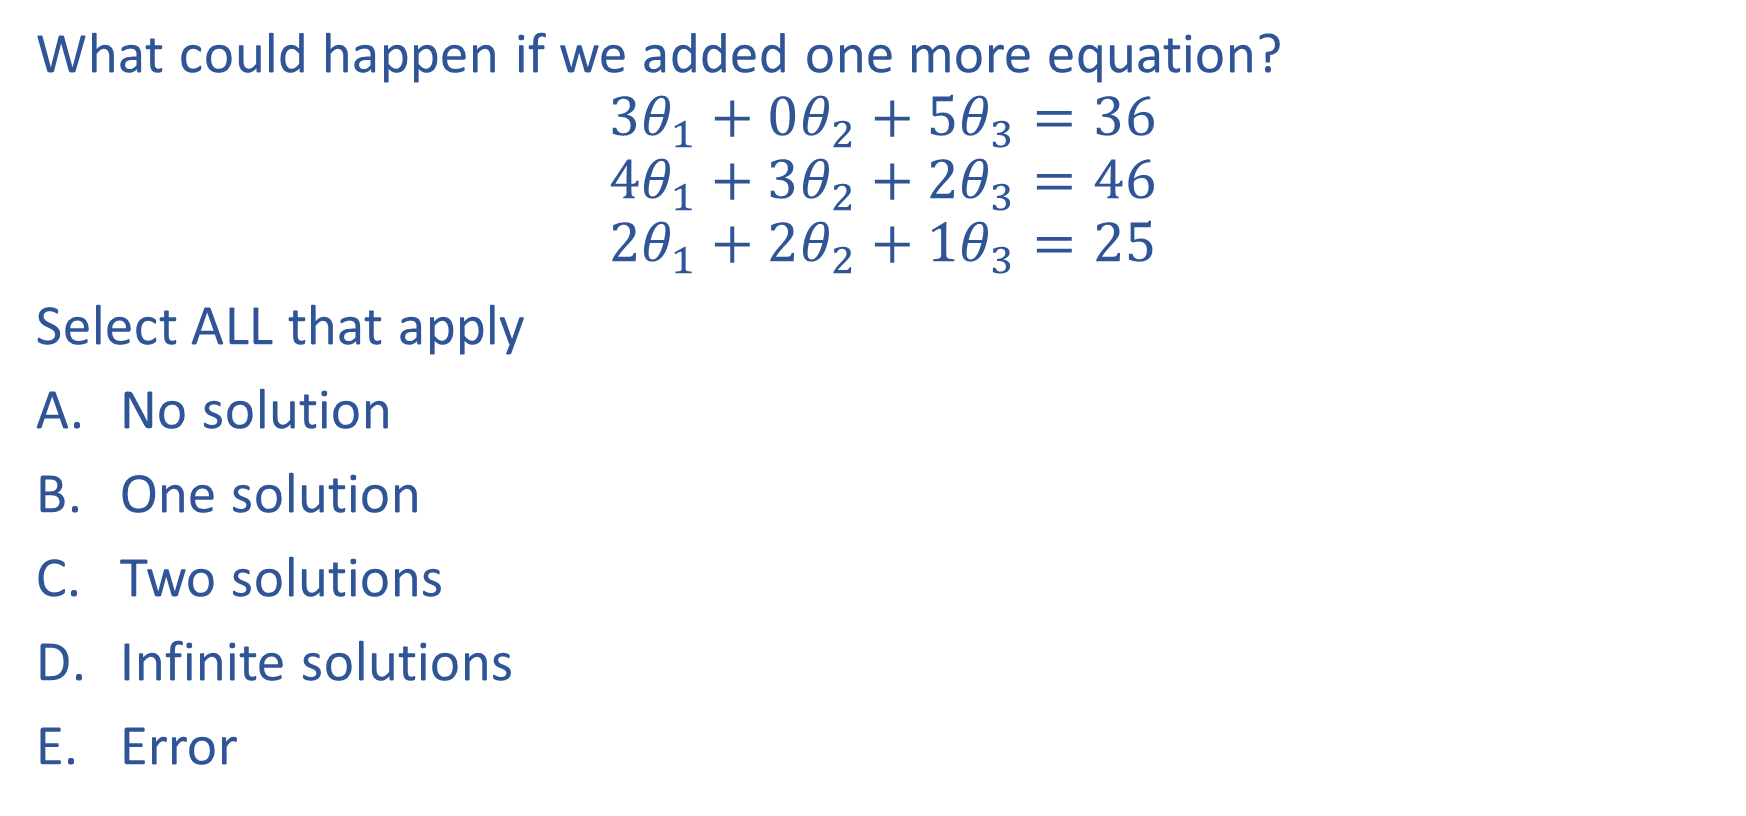 What could happen if we added one more equation?
3θ₁ + 0θ₂ + 5θ₃ = 36
4θ₁ + 3θ₂ + 2θ₃ = 46
2θ₁ + 2θ₂ + 1θ₃ = 25
Select ALL that apply
A. No solution
B. One solution
C. Two solutions
D. Infinite solutions
E. Error